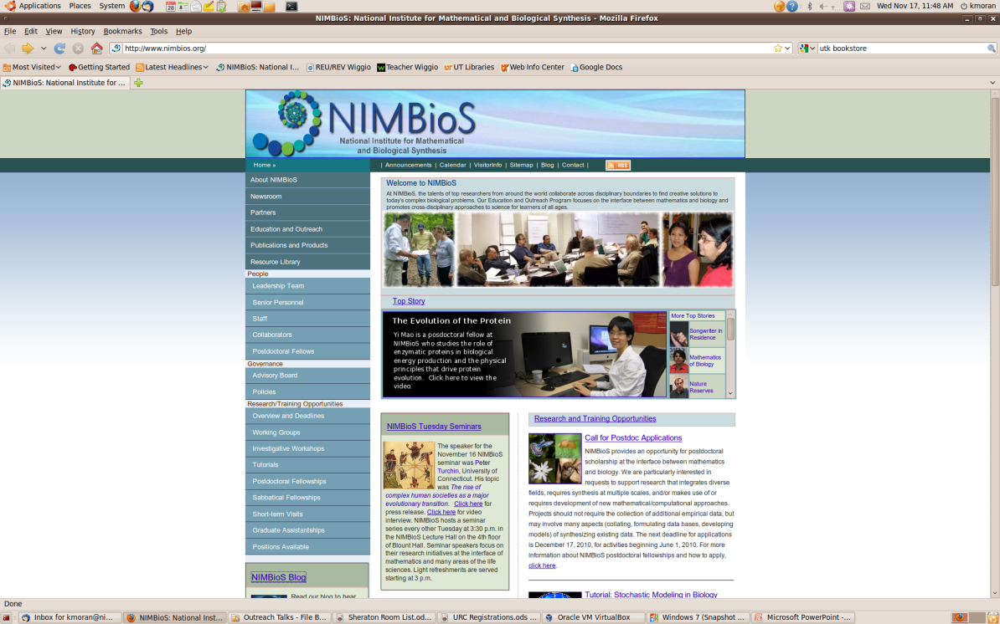 Applications Places System
28
Wed Nov 17, 11:48 AM kmoran
NIMBioS: National Institute for Mathematical and Biological Synthesis - Mozilla Firefox
File Edit View History Bookmarks Tools Help
http://www.nimbios.org/
utk bookstore
Most Visited Getting Started Latest Headlines NIMBioS: National I... REU/REV Wiggio Teacher Wiggio UT Libraries Web Info Center Google Docs
NIMBioS: National Institute for ...
NIMBioS
National Institute for Mathematical
and Biological Synthesis
Home »
| Announcements | Calendar | VisitorInfo | Sitemap | Blog | Contact |
RSS
About NIMBioS
Newsroom
Partners
Education and Outreach
Publications and Products
Resource Library
People
Leadership Team
Senior Personnel
Staff
Collaborators
Postdoctoral Fellows
Governance
Advisory Board
Policies
Research/Training Opportunities
Overview and Deadlines
Working Groups
Investigative Workshops
Tutorials
Postdoctoral Fellowships
Sabbatical Fellowships
Short-term Visits
Graduate Assistantships
Positions Available
NIMBioS Blog
Read our blog to hear
Welcome to NIMBioS
At NIMBioS, the talents of top researchers from around the world collaborate across disciplinary boundaries to find creative solutions to
today's complex biological problems. Our Education and Outreach Program focuses on the interface between mathematics and biology and
promotes cross-disciplinary approaches to science for learners of all ages.
Top Story
The Evolution of the Protein
Yi Mao is a posdoctoral fellow at
NIMBioS who studies the role of
enzymatic proteins in biological
energy production and the physical
principles that drive protein
evolution. Click here to view the
video.
More Top Stories
Songwriter in
Residence
Mathematics
of Biology
Nature
Reserves
NIMBioS Tuesday Seminars
The speaker for the
November 16 NIMBioS
seminar was Peter
Turchin, University of
Connecticut. His topic
was The rise of
complex human societies as a major
evolutionary transition. Click here for
press release. Click here for video
interview. NIMBioS hosts a seminar
series every other Tuesday at 3:30 p.m. in
the NIMBioS Lecture Hall on the 4th floor
of Blount Hall. Seminar speakers focus on
their research initiatives at the interface of
mathematics and many areas of the life
sciences. Light refreshments are served
starting at 3 p.m.
Research and Training Opportunities
Call for Postdoc Applications
NIMBioS provides an opportunity for postdoctoral
scholarship at the interface between mathematics
and biology. We are particularly interested in
requests to support research that integrates diverse
fields, requires synthesis at multiple scales, and/or makes use of or
requires development of new mathematical/computational approaches.
Projects should not require the collection of additional empirical data, but
may involve many aspects (collating, formulating data bases, developing
models) of synthesizing existing data. The next deadline for applications
is December 17, 2010, for activities beginning June 1, 2010. For more
information about NIMBioS postdoctoral fellowships and how to apply,
click here.
Tutorial: Stochastic Modeling in Biology
Done
Inbox for kmoran@ni... NIMBioS: National Inst... Outreach Talks - File B... Sheraton Room List.od... URC Registrations.ods ... Oracle VM VirtualBox Windows 7 (Snapshot ... Microsoft PowerPoint -...